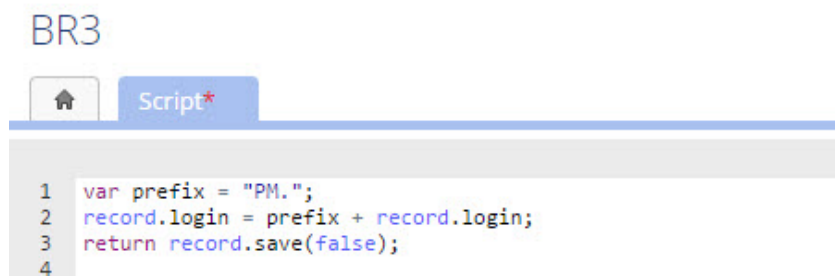 BR3
Script*
1 var prefix = "PM.";
2 record.login = prefix + record.login;
3 return record.save(false);
4